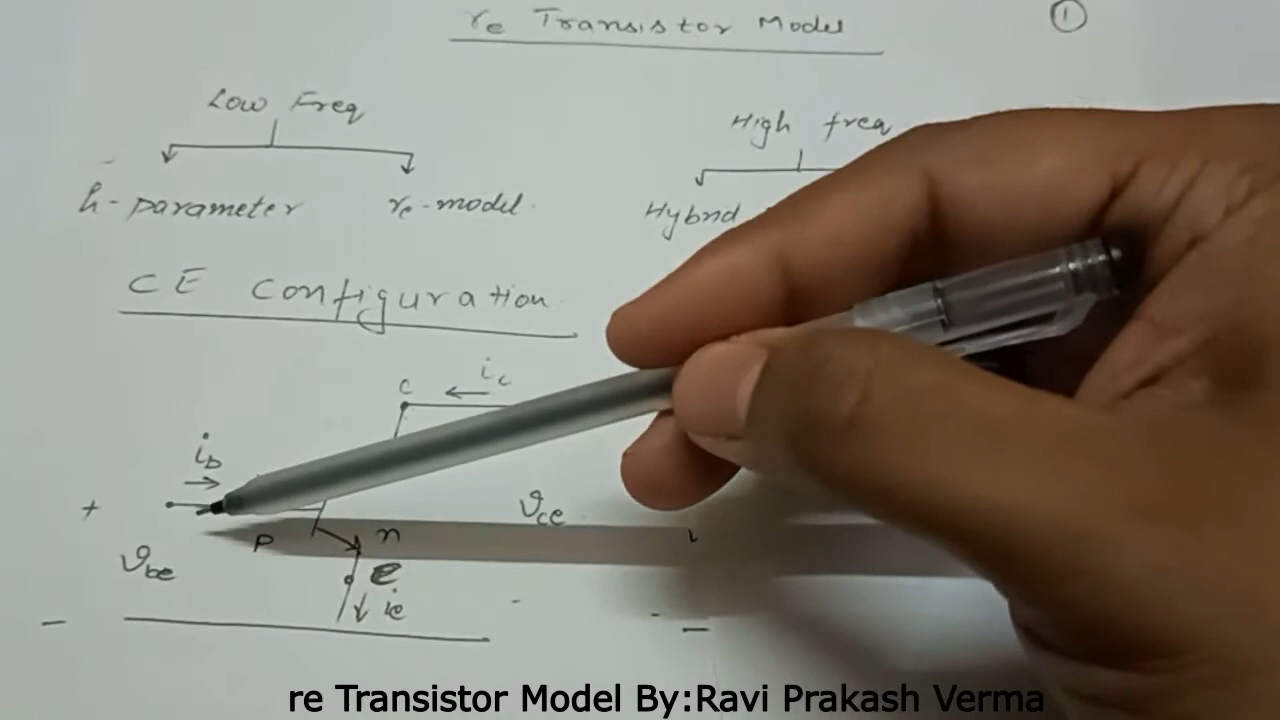 re Transistor Model
1
Low Freq
High freq
h-parameter
re-model
Hybrid
CE Configuration
c
ic
ib
+
vce
p
n
vbe
e
ie
-
-
re Transistor Model By:Ravi Prakash Verma